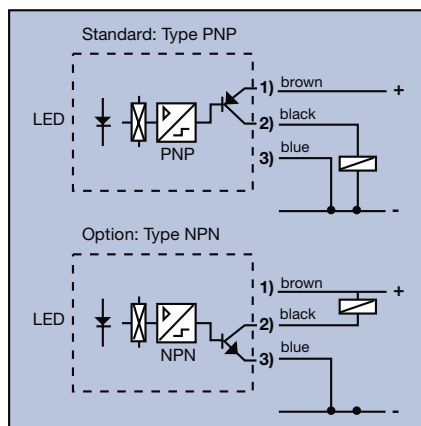 Standard: Type PNP
1) brown +
LED
2) black
PNP
3) blue
-
Option: Type NPN
1) brown +
LED
2) black
NPN
3) blue
-